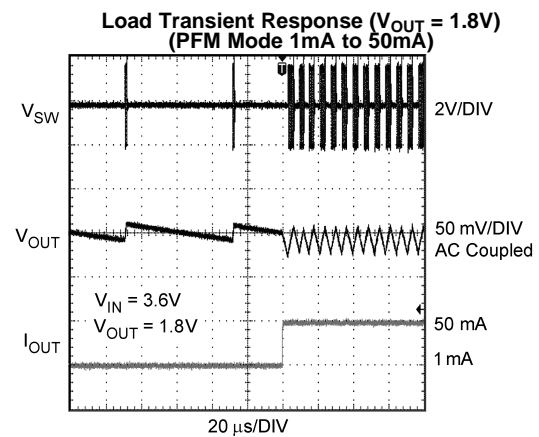 Load Transient Response (VOUT = 1.8V)
(PFM Mode 1mA to 50mA)
VSW
2V/DIV
VOUT
50 mV/DIV
AC Coupled
VIN = 3.6V
VOUT = 1.8V
IOUT
50 mA
1 mA
20 μs/DIV